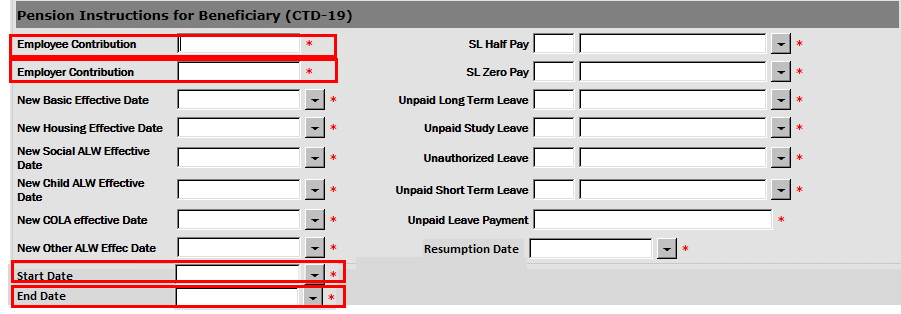 Pension Instructions for Beneficiary (CTD-19)
Employee Contribution *
SL Half Pay *
Employer Contribution *
SL Zero Pay *
New Basic Effective Date *
Unpaid Long Term Leave *
New Housing Effective Date *
Unpaid Study Leave *
New Social ALW Effective
Date *
Unauthorized Leave *
New Child ALW Effective
Date *
Unpaid Short Term Leave *
New COLA effective Date *
Unpaid Leave Payment *
New Other ALW Effec Date *
Resumption Date *
Start Date *
End Date *